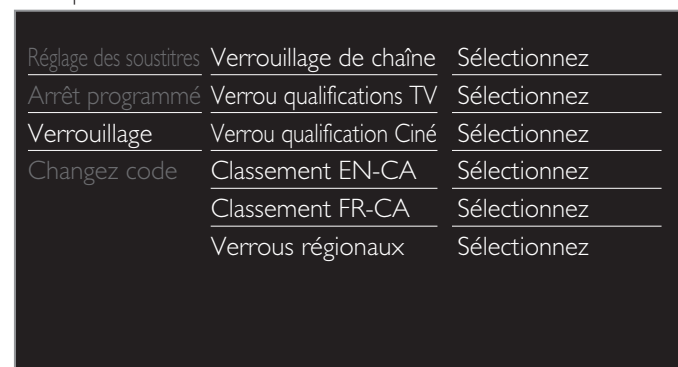 Réglage des soustitres Verrouillage de chaîne Sélectionnez
Arrêt programmé Verrou qualifications TV Sélectionnez
Verrouillage Verrou qualification Ciné Sélectionnez
Changez code Classement EN-CA Sélectionnez
Classement FR-CA Sélectionnez
Verrous régionaux Sélectionnez